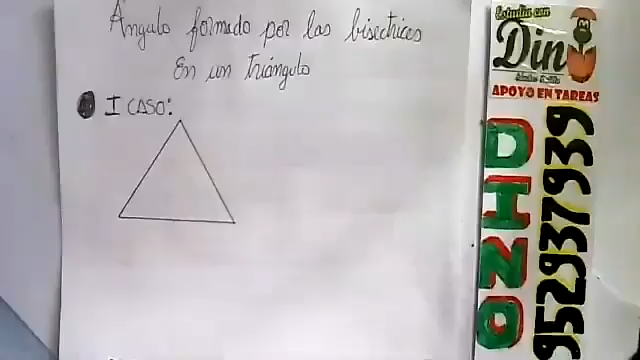 Ángulo formado por las bisectrices
En un triángulo
I CASO:
Estudia con
Dino
APOYO EN TAREAS
DINO
952937939